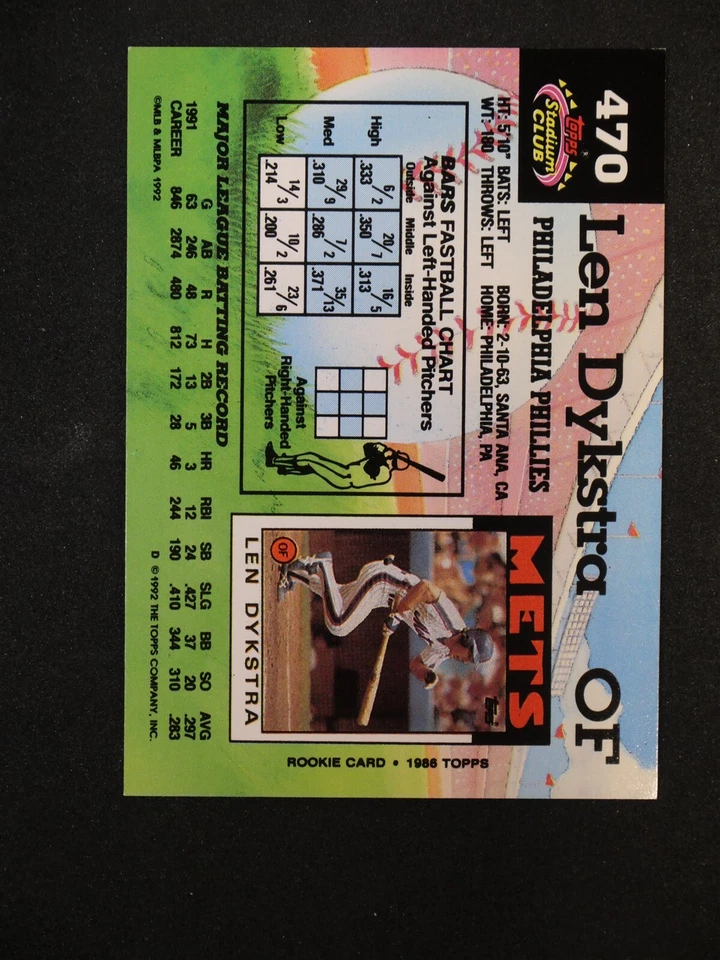 470
Topps
Stadium
CLUB
Len Dykstra OF
PHILADELPHIA PHILLIES
HT: 5'10" BATS: LEFT BORN: 2-10-63, SANTA ANA, CA
WT: 180 THROWS: LEFT HOME: PHILADELPHIA, PA
BARS FASTBALL CHART
Against Left-Handed Pitchers
Outside Middle Inside
High 6/2 .333 20/7 .350 16/5 .313
Med 29/9 .310 7/2 .286 35/13 .371
Low 14/3 .214 10/2 .200 23/6 .261
Against
Right-Handed
Pitchers
METS
Topps
OF
LEN DYKSTRA
ROOKIE CARD • 1986 TOPPS
MAJOR LEAGUE BATTING RECORD
G AB R H 2B 3B HR RBI SB SLG BB SO AVG
1991 63 246 48 73 13 5 3 12 24 .427 37 20 .297
CAREER 846 2874 480 812 172 28 46 244 190 .410 344 310 .283
©MLB & MLBPA 1992
D ©1992 THE TOPPS COMPANY, INC.